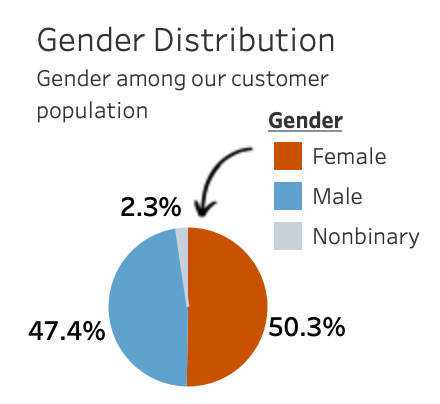 Gender Distribution
Gender among our customer
population
Gender
Female
Male
Nonbinary
2.3%
47.4%
50.3%